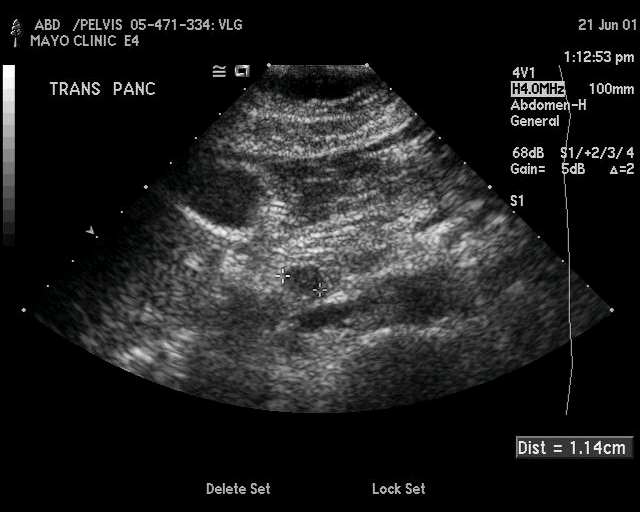 ABD /PELVIS 05-471-334: VLG
21 Jun 01
MAYO CLINIC E4
1:12:53 pm
TRANS PANC
4V1
H4.0MHz 100mm
Abdomen-H
General
68dB S1/+2/3/4
Gain= 5dB Δ=2
S1
Dist = 1.14cm
Delete Set Lock Set